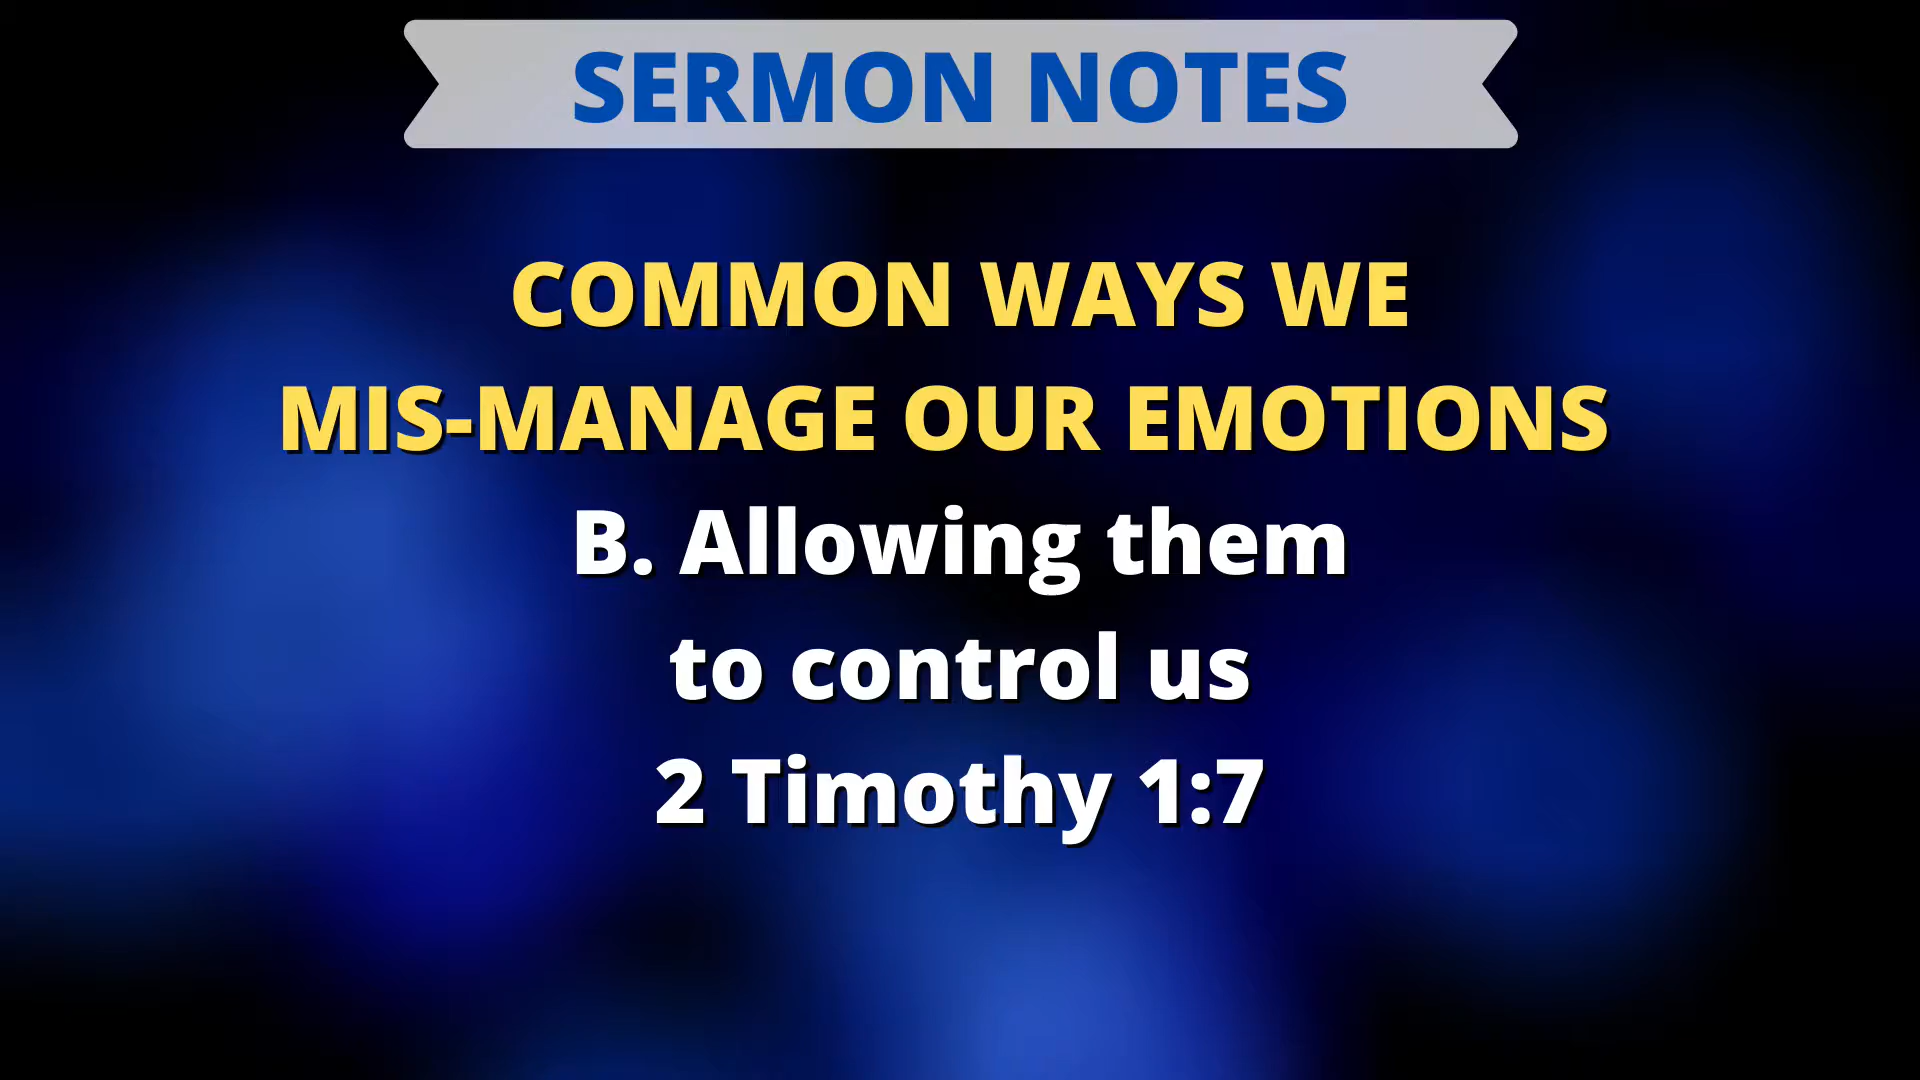 SERMON NOTES
COMMON WAYS WE
MIS-MANAGE OUR EMOTIONS
B. Allowing them
to control us
2 Timothy 1:7